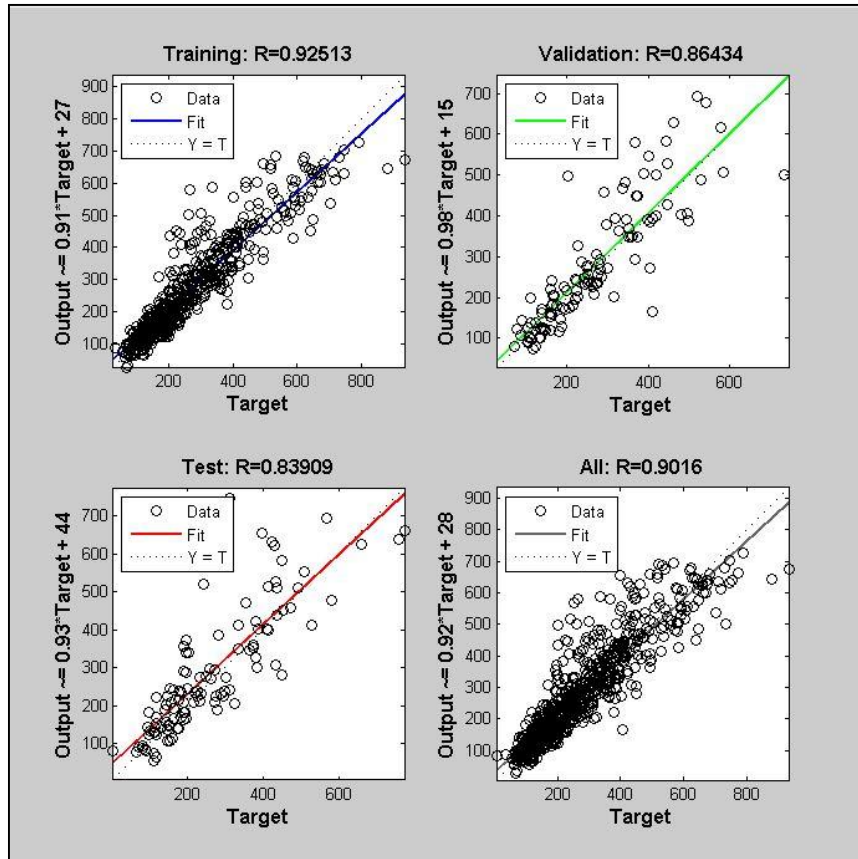 Training: R=0.92513
Output ~= 0.91*Target + 27
900
800
700
600
500
400
300
200
100
Data
Fit
Y = T
200 400 600 800
Target
Validation: R=0.86434
Output ~= 0.98*Target + 15
700
600
500
400
300
200
100
Data
Fit
Y = T
200 400 600
Target
Test: R=0.83909
Output ~= 0.93*Target + 44
700
600
500
400
300
200
100
Data
Fit
Y = T
200 400 600
Target
All: R=0.9016
Output ~= 0.92*Target + 28
900
800
700
600
500
400
300
200
100
Data
Fit
Y = T
200 400 600 800
Target